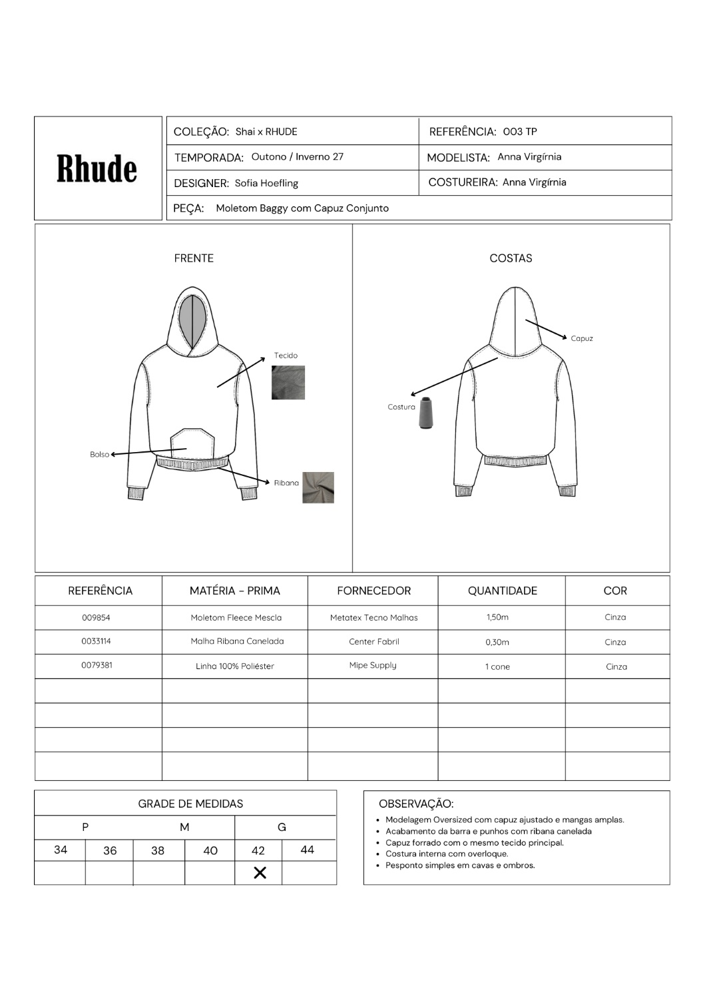 Rhude
COLEÇÃO: Shai x RHUDE
REFERÊNCIA: 003 TP
TEMPORADA: Outono / Inverno 27
MODELISTA: Anna Virgírnia
DESIGNER: Sofia Hoefling
COSTUREIRA: Anna Virgírnia
PEÇA: Moletom Baggy com Capuz Conjunto
FRENTE
COSTAS
Capuz
Tecido
Costura
Bolso
Ribana
REFERÊNCIA MATÉRIA - PRIMA FORNECEDOR QUANTIDADE COR
009854 Moletom Fleece Mescla Metatex Tecno Malhas 1,50m Cinza
0033114 Malha Ribana Canelada Center Fabril 0,30m Cinza
0079381 Linha 100% Poliéster Mipe Supply 1 cone Cinza
GRADE DE MEDIDAS
P M G
34 36 38 40 42 44
X
OBSERVAÇÃO:
• Modelagem Oversized com capuz ajustado e mangas amplas.
• Acabamento da barra e punhos com ribana canelada
• Capuz forrado com o mesmo tecido principal.
• Costura interna com overloque.
• Pesponto simples em cavas e ombros.